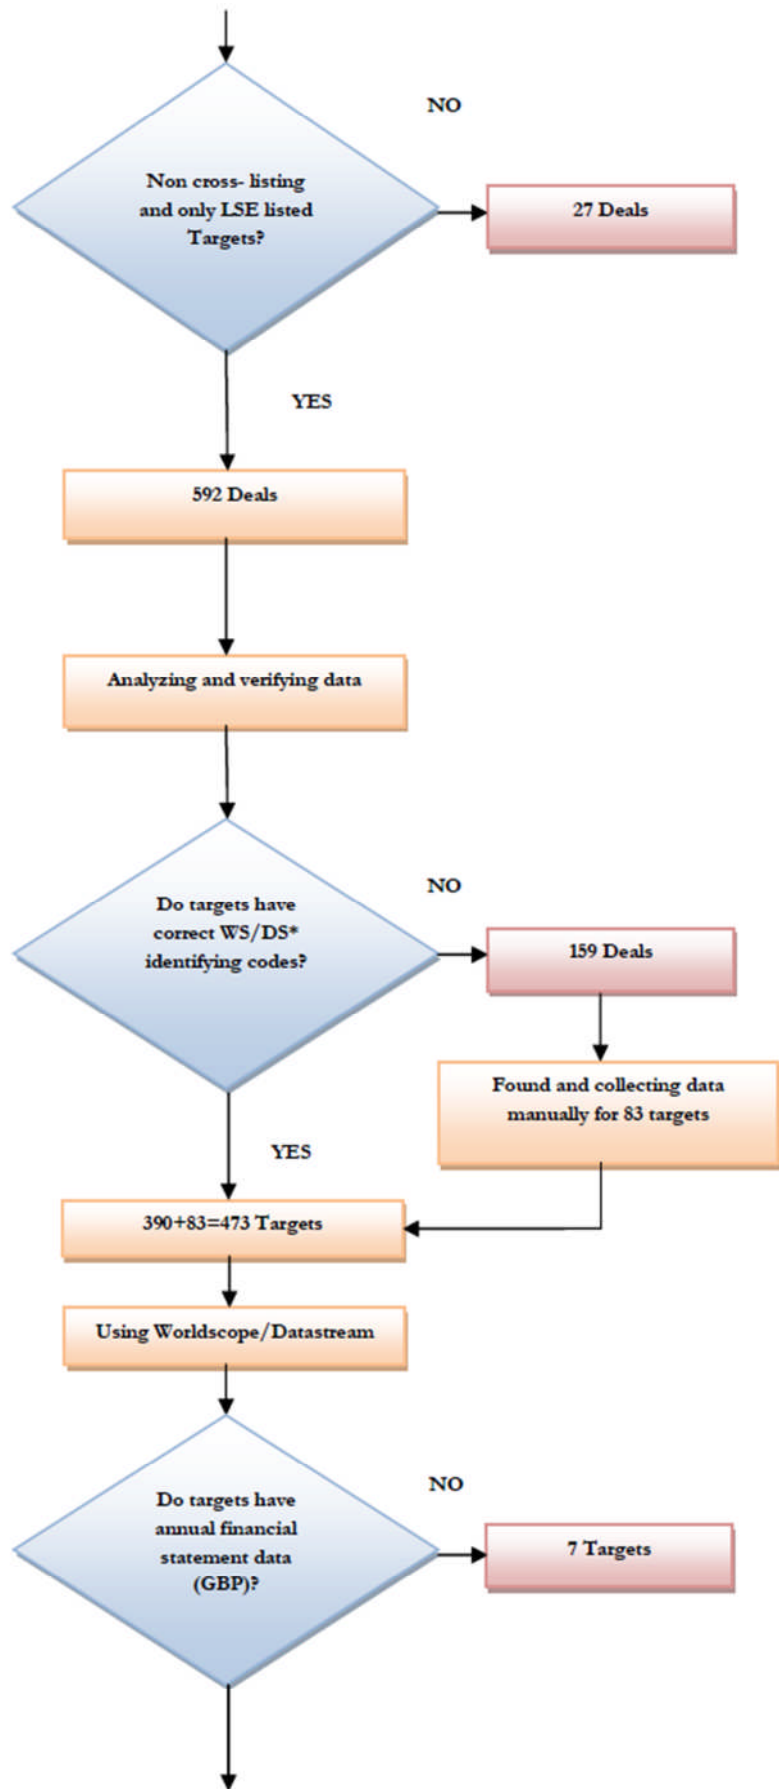 NO
Non cross- listing
and only LSE listed
Targets?
27 Deals
YES
592 Deals
Analyzing and verifying data
NO
Do targets have
correct WS/DS*
identifying codes?
159 Deals
Found and collecting data
manually for 83 targets
YES
390+83=473 Targets
Using Worldscope/Datastream
NO
Do targets have
annual financial
statement data
(GBP)?
7 Targets